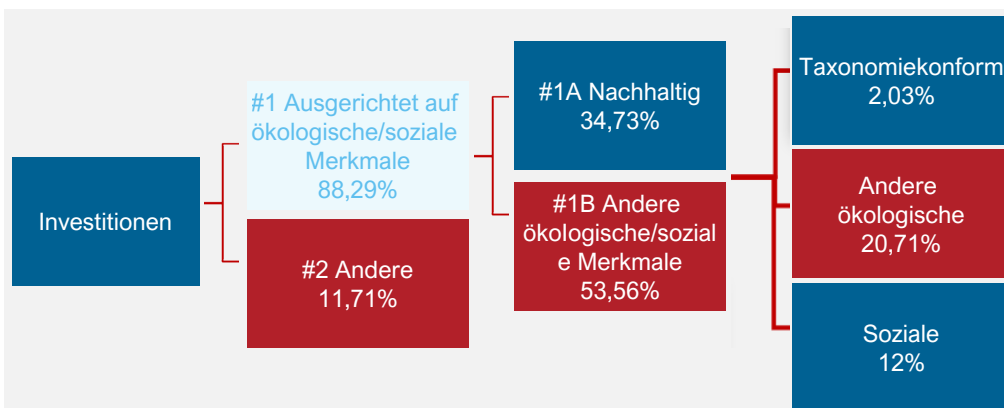 Investitionen
#1 Ausgerichtet auf
ökologische/soziale
Merkmale
88,29%
#2 Andere
11,71%
#1A Nachhaltig
34,73%
#1B Andere
ökologische/sozial
e Merkmale
53,56%
Taxonomiekonform
2,03%
Andere
ökologische
20,71%
Soziale
12%